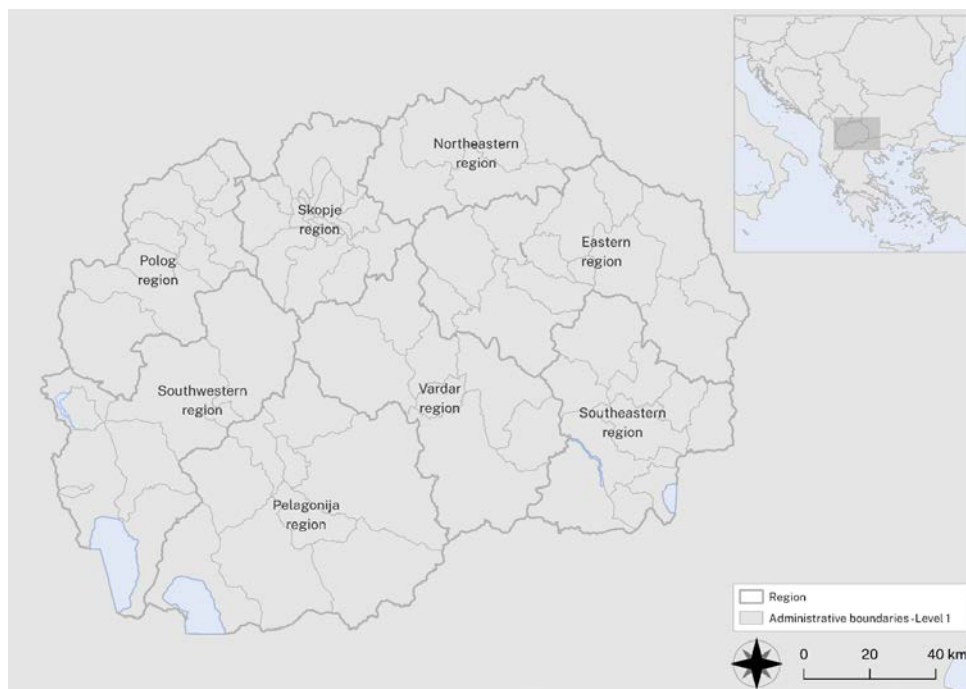 Northeastern
region
Skopje
region
Eastern
region
Polog
region
Southwestern
region
Vardar
region
Southeastern
region
Pelagonija
region
Region
Administrative boundaries -Level 1
0 20 40 km